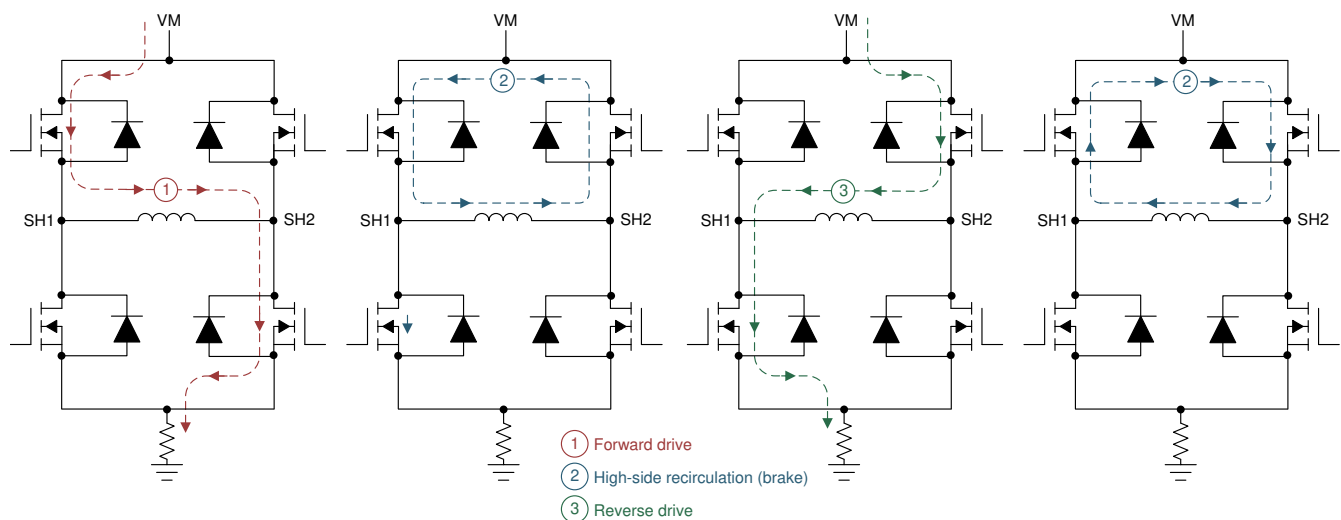 VM
VM
VM
VM
2
2
1
3
SH1
SH2
SH1
SH2
SH1
SH2
SH1
SH2
1 Forward drive
2 High-side recirculation (brake)
3 Reverse drive